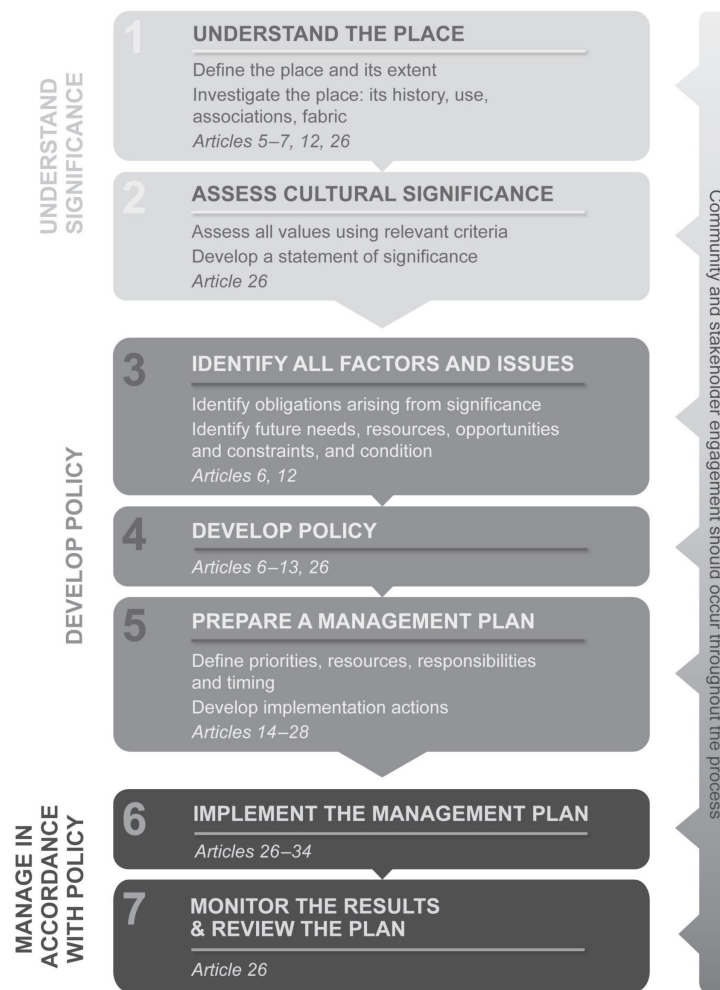 UNDERSTAND
SIGNIFICANCE
1
UNDERSTAND THE PLACE
Define the place and its extent
Investigate the place: its history, use,
associations, fabric
Articles 5–7, 12, 26
2
ASSESS CULTURAL SIGNIFICANCE
Assess all values using relevant criteria
Develop a statement of significance
Article 26
DEVELOP POLICY
3
IDENTIFY ALL FACTORS AND ISSUES
Identify obligations arising from significance
Identify future needs, resources, opportunities
and constraints, and condition
Articles 6, 12
4
DEVELOP POLICY
Articles 6–13, 26
5
PREPARE A MANAGEMENT PLAN
Define priorities, resources, responsibilities
and timing
Develop implementation actions
Articles 14–28
MANAGE IN
ACCORDANCE
WITH POLICY
6
IMPLEMENT THE MANAGEMENT PLAN
Articles 26–34
7
MONITOR THE RESULTS
& REVIEW THE PLAN
Article 26
Community and stakeholder engagement should occur throughout the process